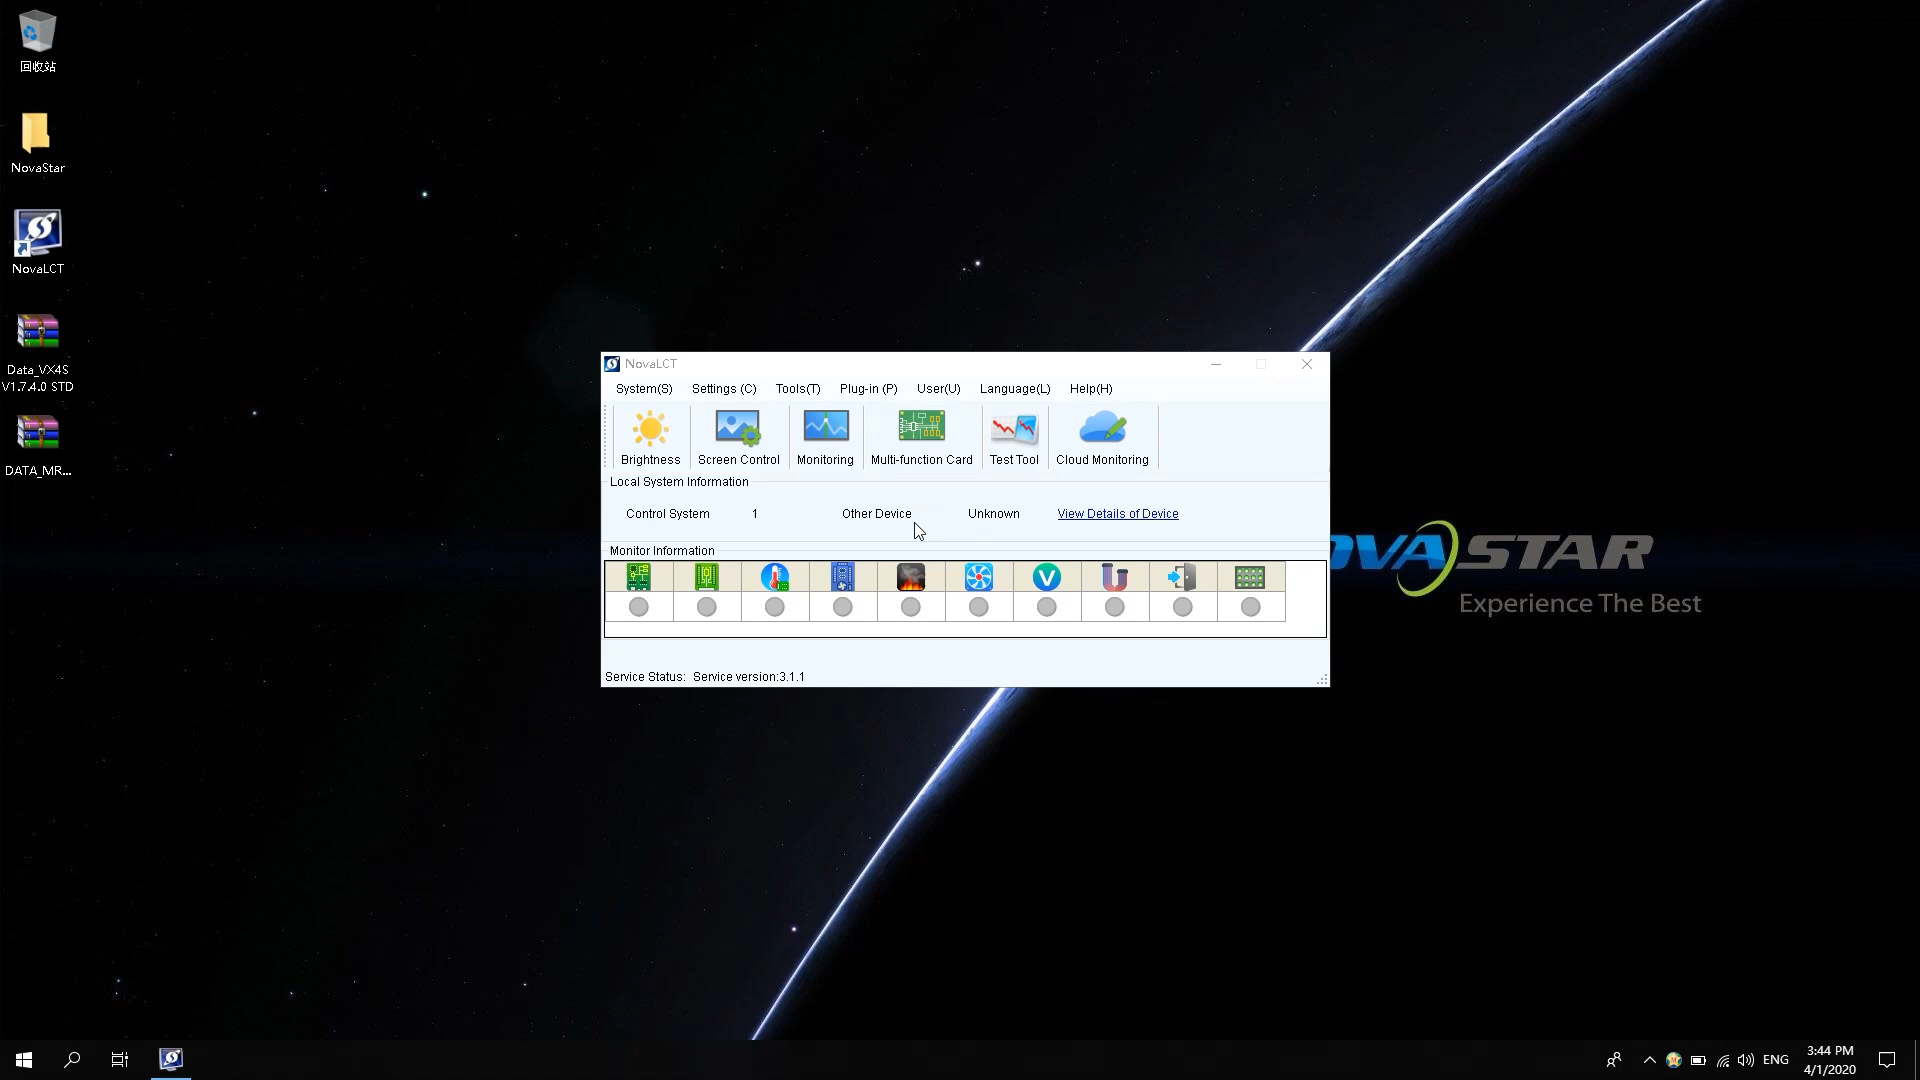 回收站
NovaStar
NovaLCT
Data_VX4S
V1.7.4.0 STD
DATA_MR...
NovaLCT
System(S) Settings (C) Tools(T) Plug-in (P) User(U) Language(L) Help(H)
Brightness Screen Control Monitoring Multi-function Card Test Tool Cloud Monitoring
Local System Information
Control System 1 Other Device Unknown View Details of Device
Monitor Information
V
Service Status: Service version:3.1.1
OVASTAR
Experience The Best
ENG
3:44 PM
4/1/2020